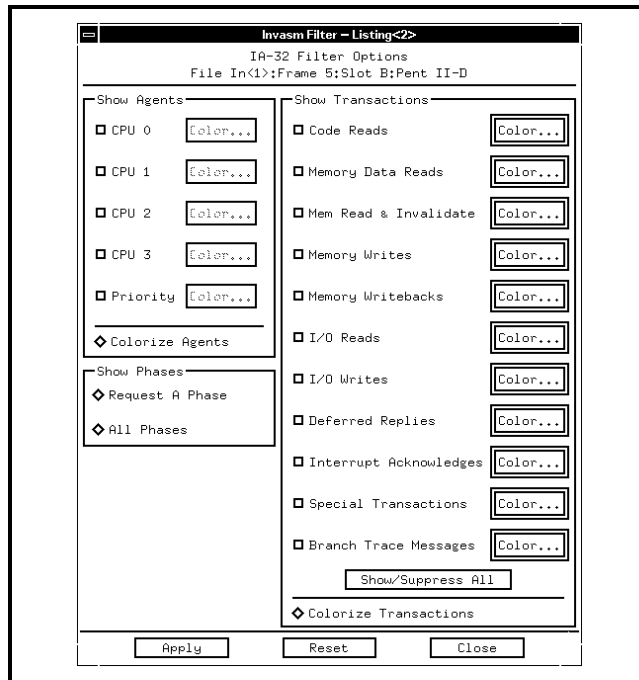 Invasm Filter – Listing<2>
IA-32 Filter Options
File In<1>:Frame 5:Slot B:Pent II-D
Show Agents
CPU 0 Color...
CPU 1 Color...
CPU 2 Color...
CPU 3 Color...
Priority Color...
Colorize Agents
Show Phases
Request A Phase
All Phases
Show Transactions
Code Reads Color...
Memory Data Reads Color...
Mem Read & Invalidate Color...
Memory Writes Color...
Memory Writebacks Color...
I/O Reads Color...
I/O Writes Color...
Deferred Replies Color...
Interrupt Acknowledges Color...
Special Transactions Color...
Branch Trace Messages Color...
Show/Suppress All
Colorize Transactions
Apply Reset Close